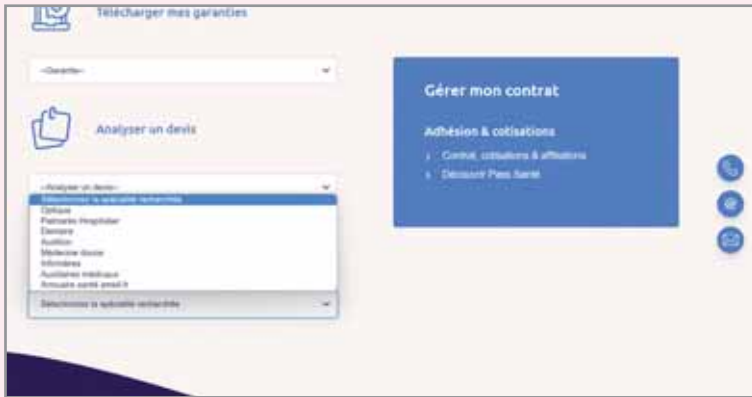 Télécharger mes garanties
-Garantie-
Analyser un devis
-Analyser un devis-
Sélectionnez la spécialité recherchée
Optique
Palmarès Hospitalier
Dentaire
Audition
Médecine douce
Infirmières
Auxiliaires médicaux
Annuaire santé ameli.fr
Sélectionnez la spécialité recherchée
Gérer mon contrat
Adhésion & cotisations
Contrat, cotisations & affiliations
Découvrir Pass Santé
@